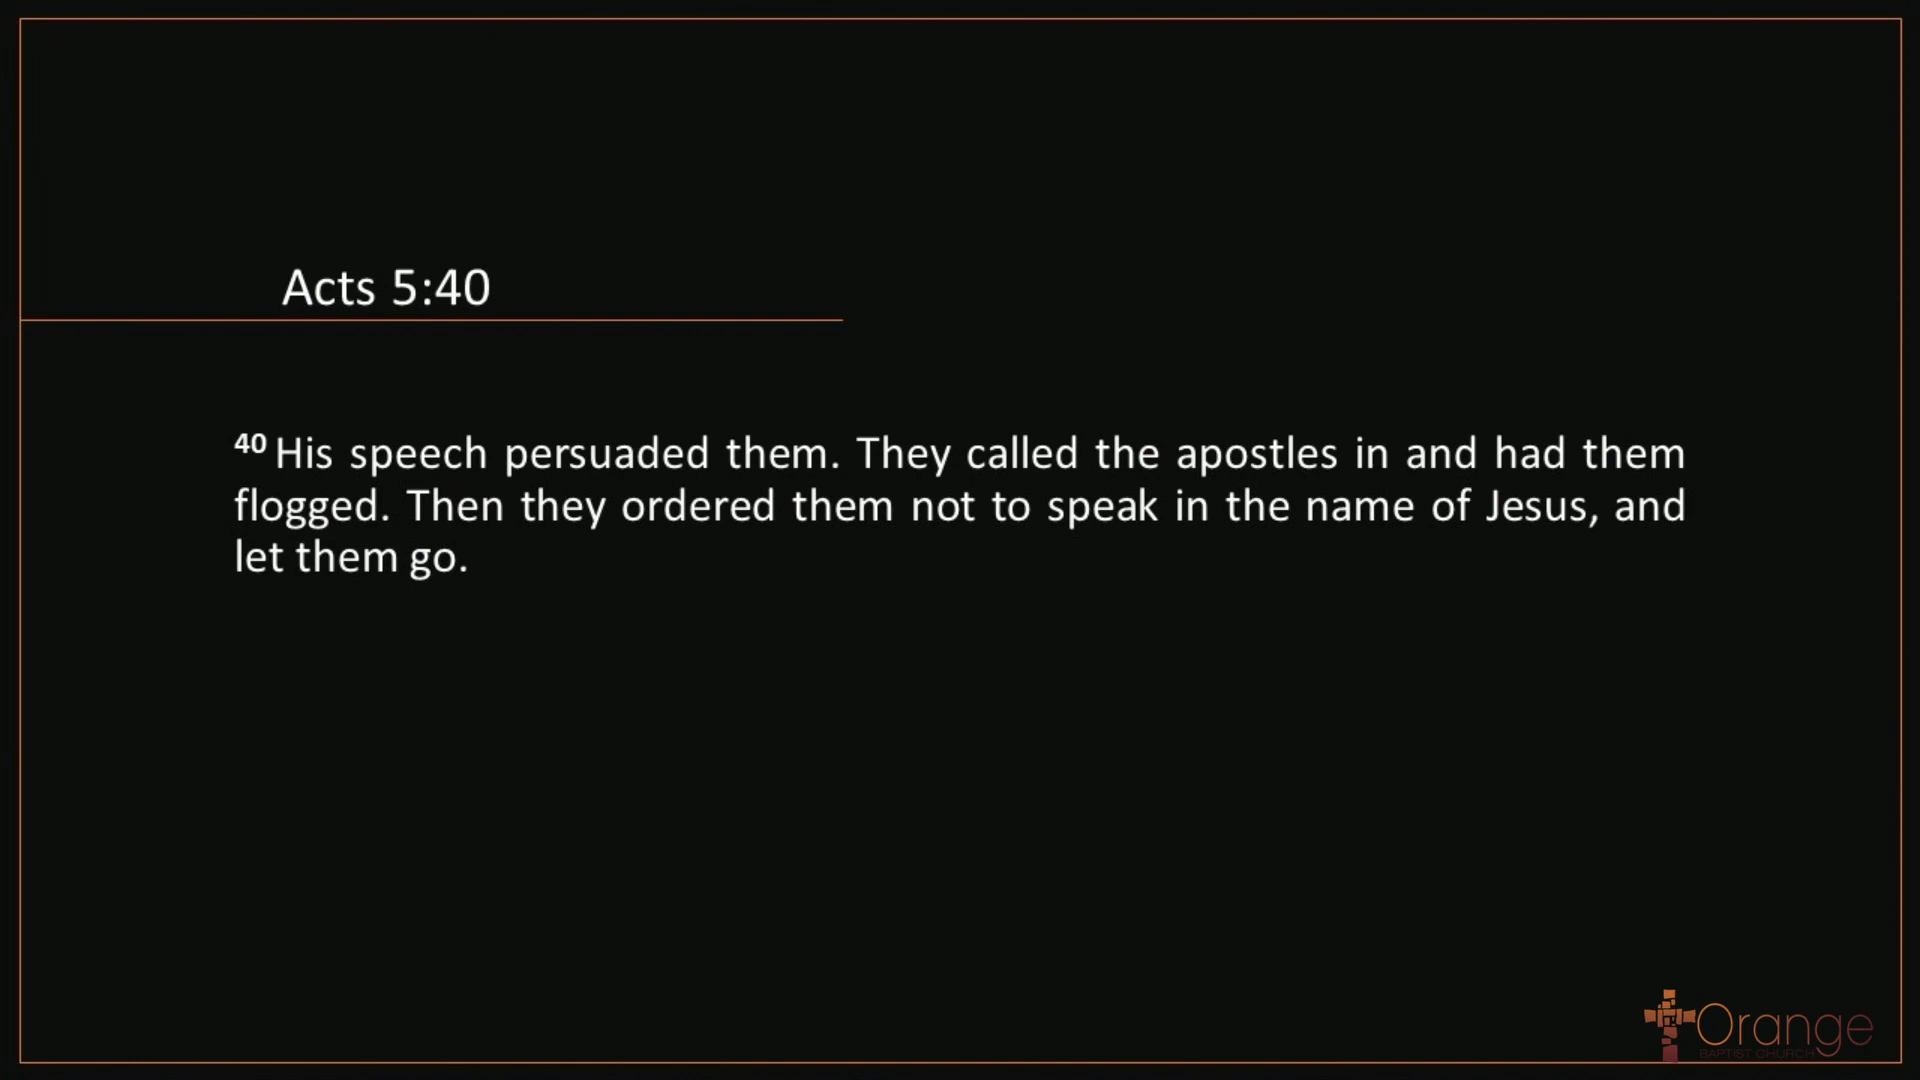 Acts 5:40
40 His speech persuaded them. They called the apostles in and had them
flogged. Then they ordered them not to speak in the name of Jesus, and
let them go.
Orange
BAPTIST CHURCH